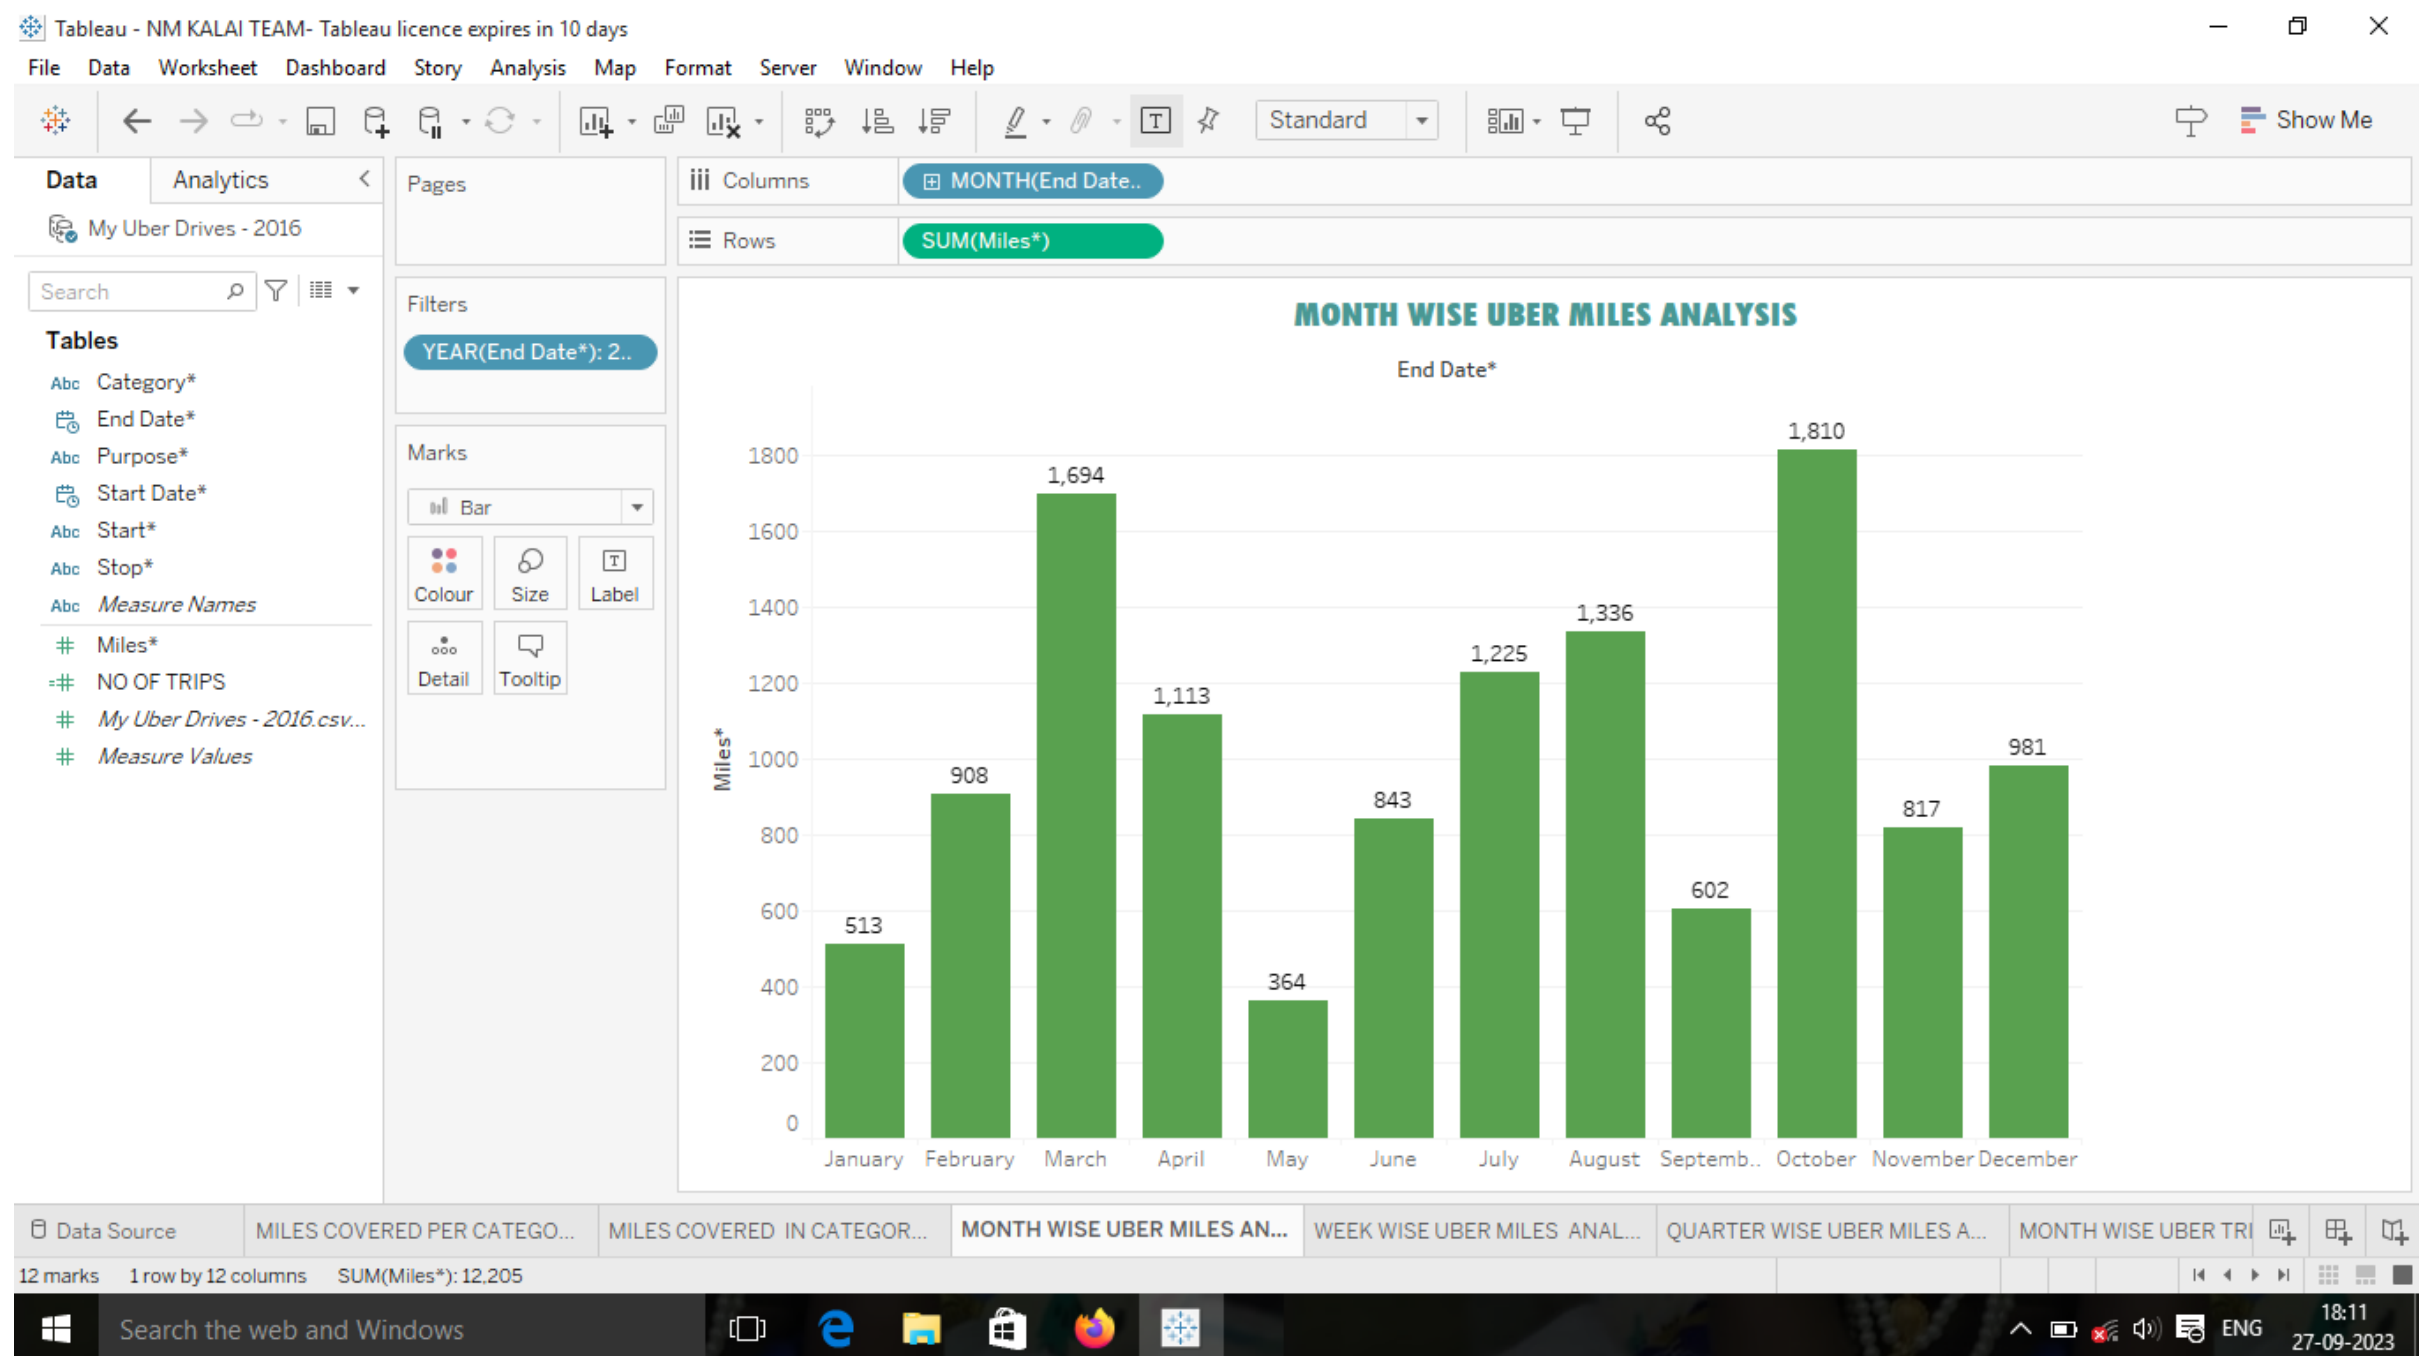 Tableau - NM KALAI TEAM- Tableau licence expires in 10 days
File Data Worksheet Dashboard Story Analysis Map Format Server Window Help
Standard
Show Me
Data Analytics
Pages
Columns MONTH(End Date..
My Uber Drives - 2016
Rows SUM(Miles*)
Search
Filters
MONTH WISE UBER MILES ANALYSIS
Tables
YEAR(End Date*): 2..
End Date*
Abc Category*
End Date*
Abc Purpose*
Start Date*
Abc Start*
Abc Stop*
Abc Measure Names
Miles*
NO OF TRIPS
My Uber Drives - 2016.csv...
Measure Values
Marks
Bar
Colour Size Label
Detail Tooltip
Miles*
1800
1600
1400
1200
1000
800
600
400
200
0
513
908
1,694
1,113
364
843
1,225
1,336
602
1,810
817
981
January February March April May June July August Septemb.. October November December
Data Source MILES COVERED PER CATEGO... MILES COVERED IN CATEGOR... MONTH WISE UBER MILES AN... WEEK WISE UBER MILES ANAL... QUARTER WISE UBER MILES A... MONTH WISE UBER TRI
12 marks 1 row by 12 columns SUM(Miles*): 12,205
Search the web and Windows
ENG
18:11
27-09-2023